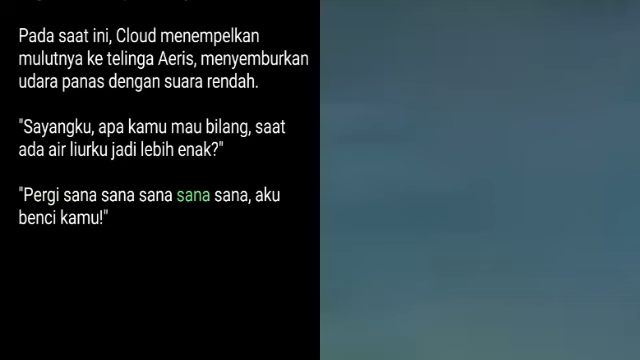 Pada saat ini, Cloud menempelkan
mulutnya ke telinga Aeris, menyemburkan
udara panas dengan suara rendah.
"Sayangku, apa kamu mau bilang, saat
ada air liurku jadi lebih enak?"
"Pergi sana sana sana sana sana, aku
benci kamu!"